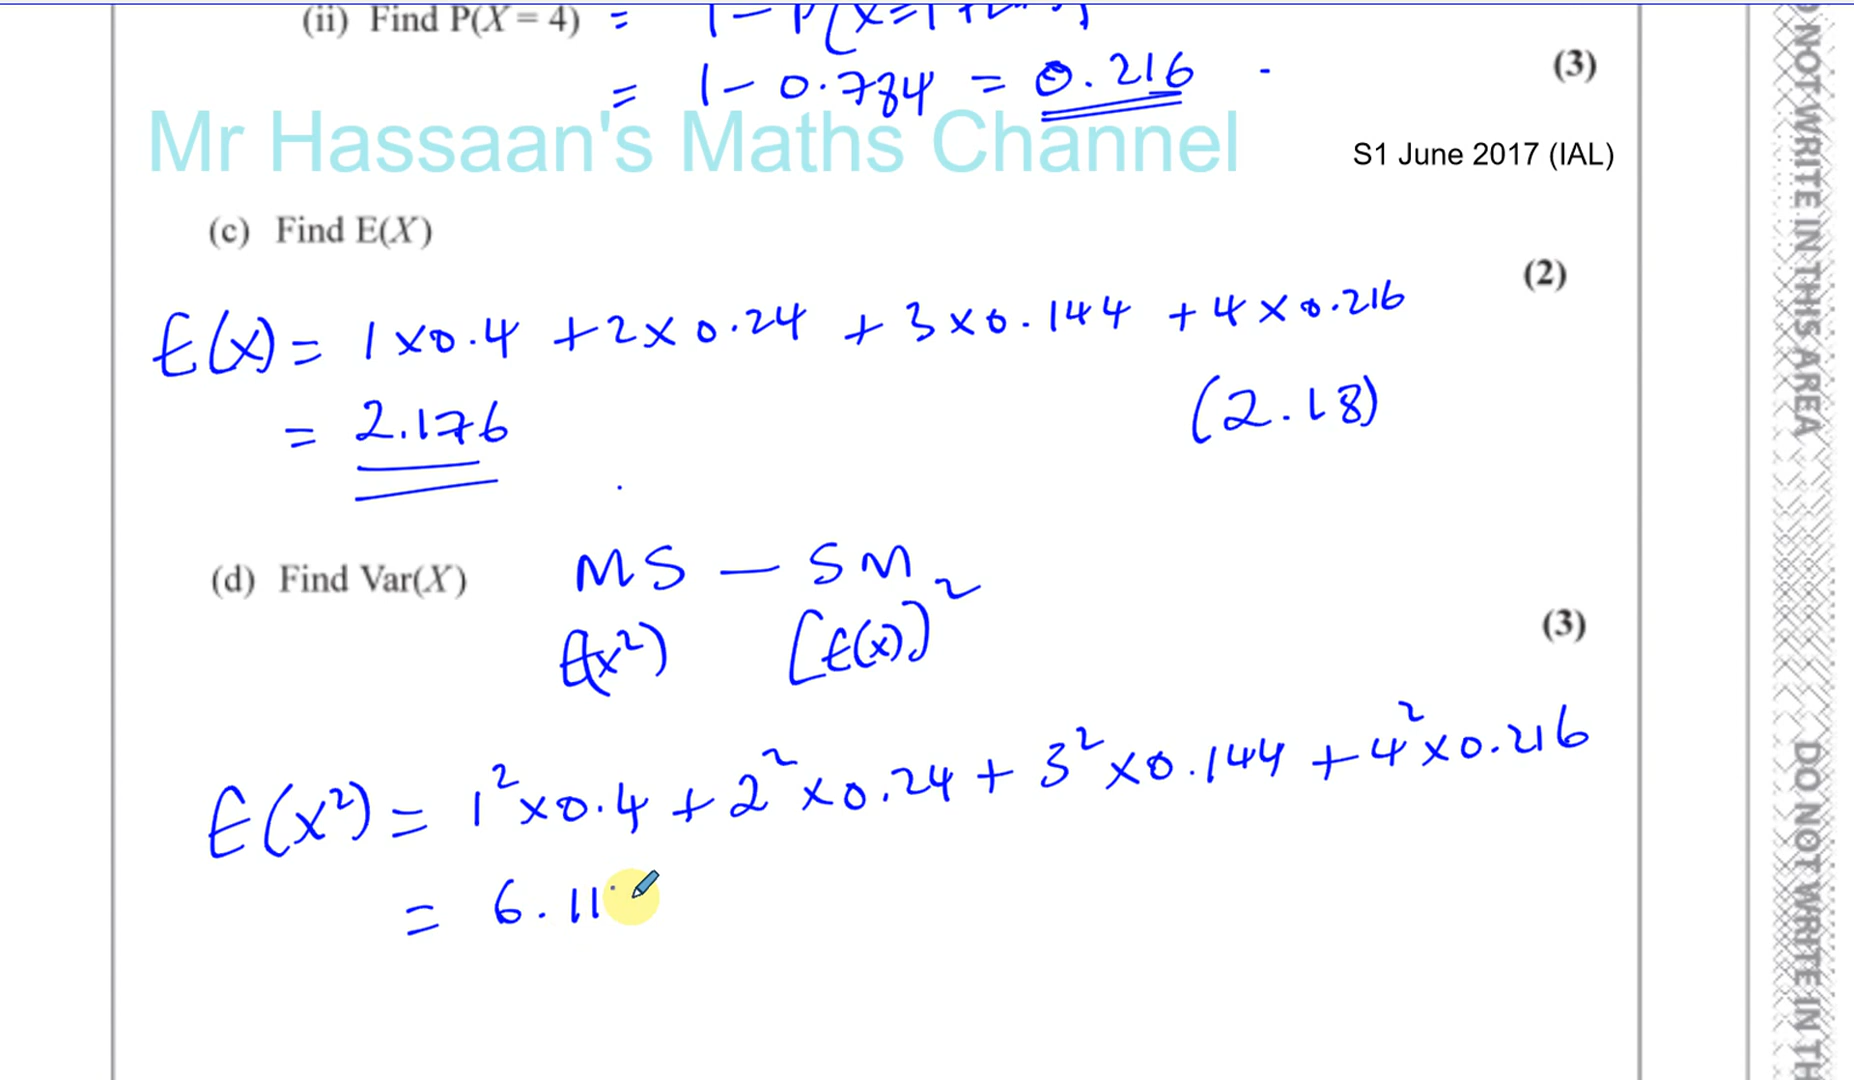 (ii) Find P(X = 4) = 1 − P(X=1
(3)
= 1 − 0.784 = 0.216
Mr Hassaan's Maths Channel
S1 June 2017 (IAL)
(c) Find E(X)
(2)
E(x) = 1×0.4 + 2×0.24 + 3×0.144 + 4×0.216
= 2.176 (2.18)
(d) Find Var(X) MS − SM
(3)
E(x²) [E(x)]²
E(x²) = 1²×0.4 + 2²×0.24 + 3²×0.144 + 4²×0.216
= 6.11
NOT WRITE IN THIS AREA
DO NOT WRITE IN TH